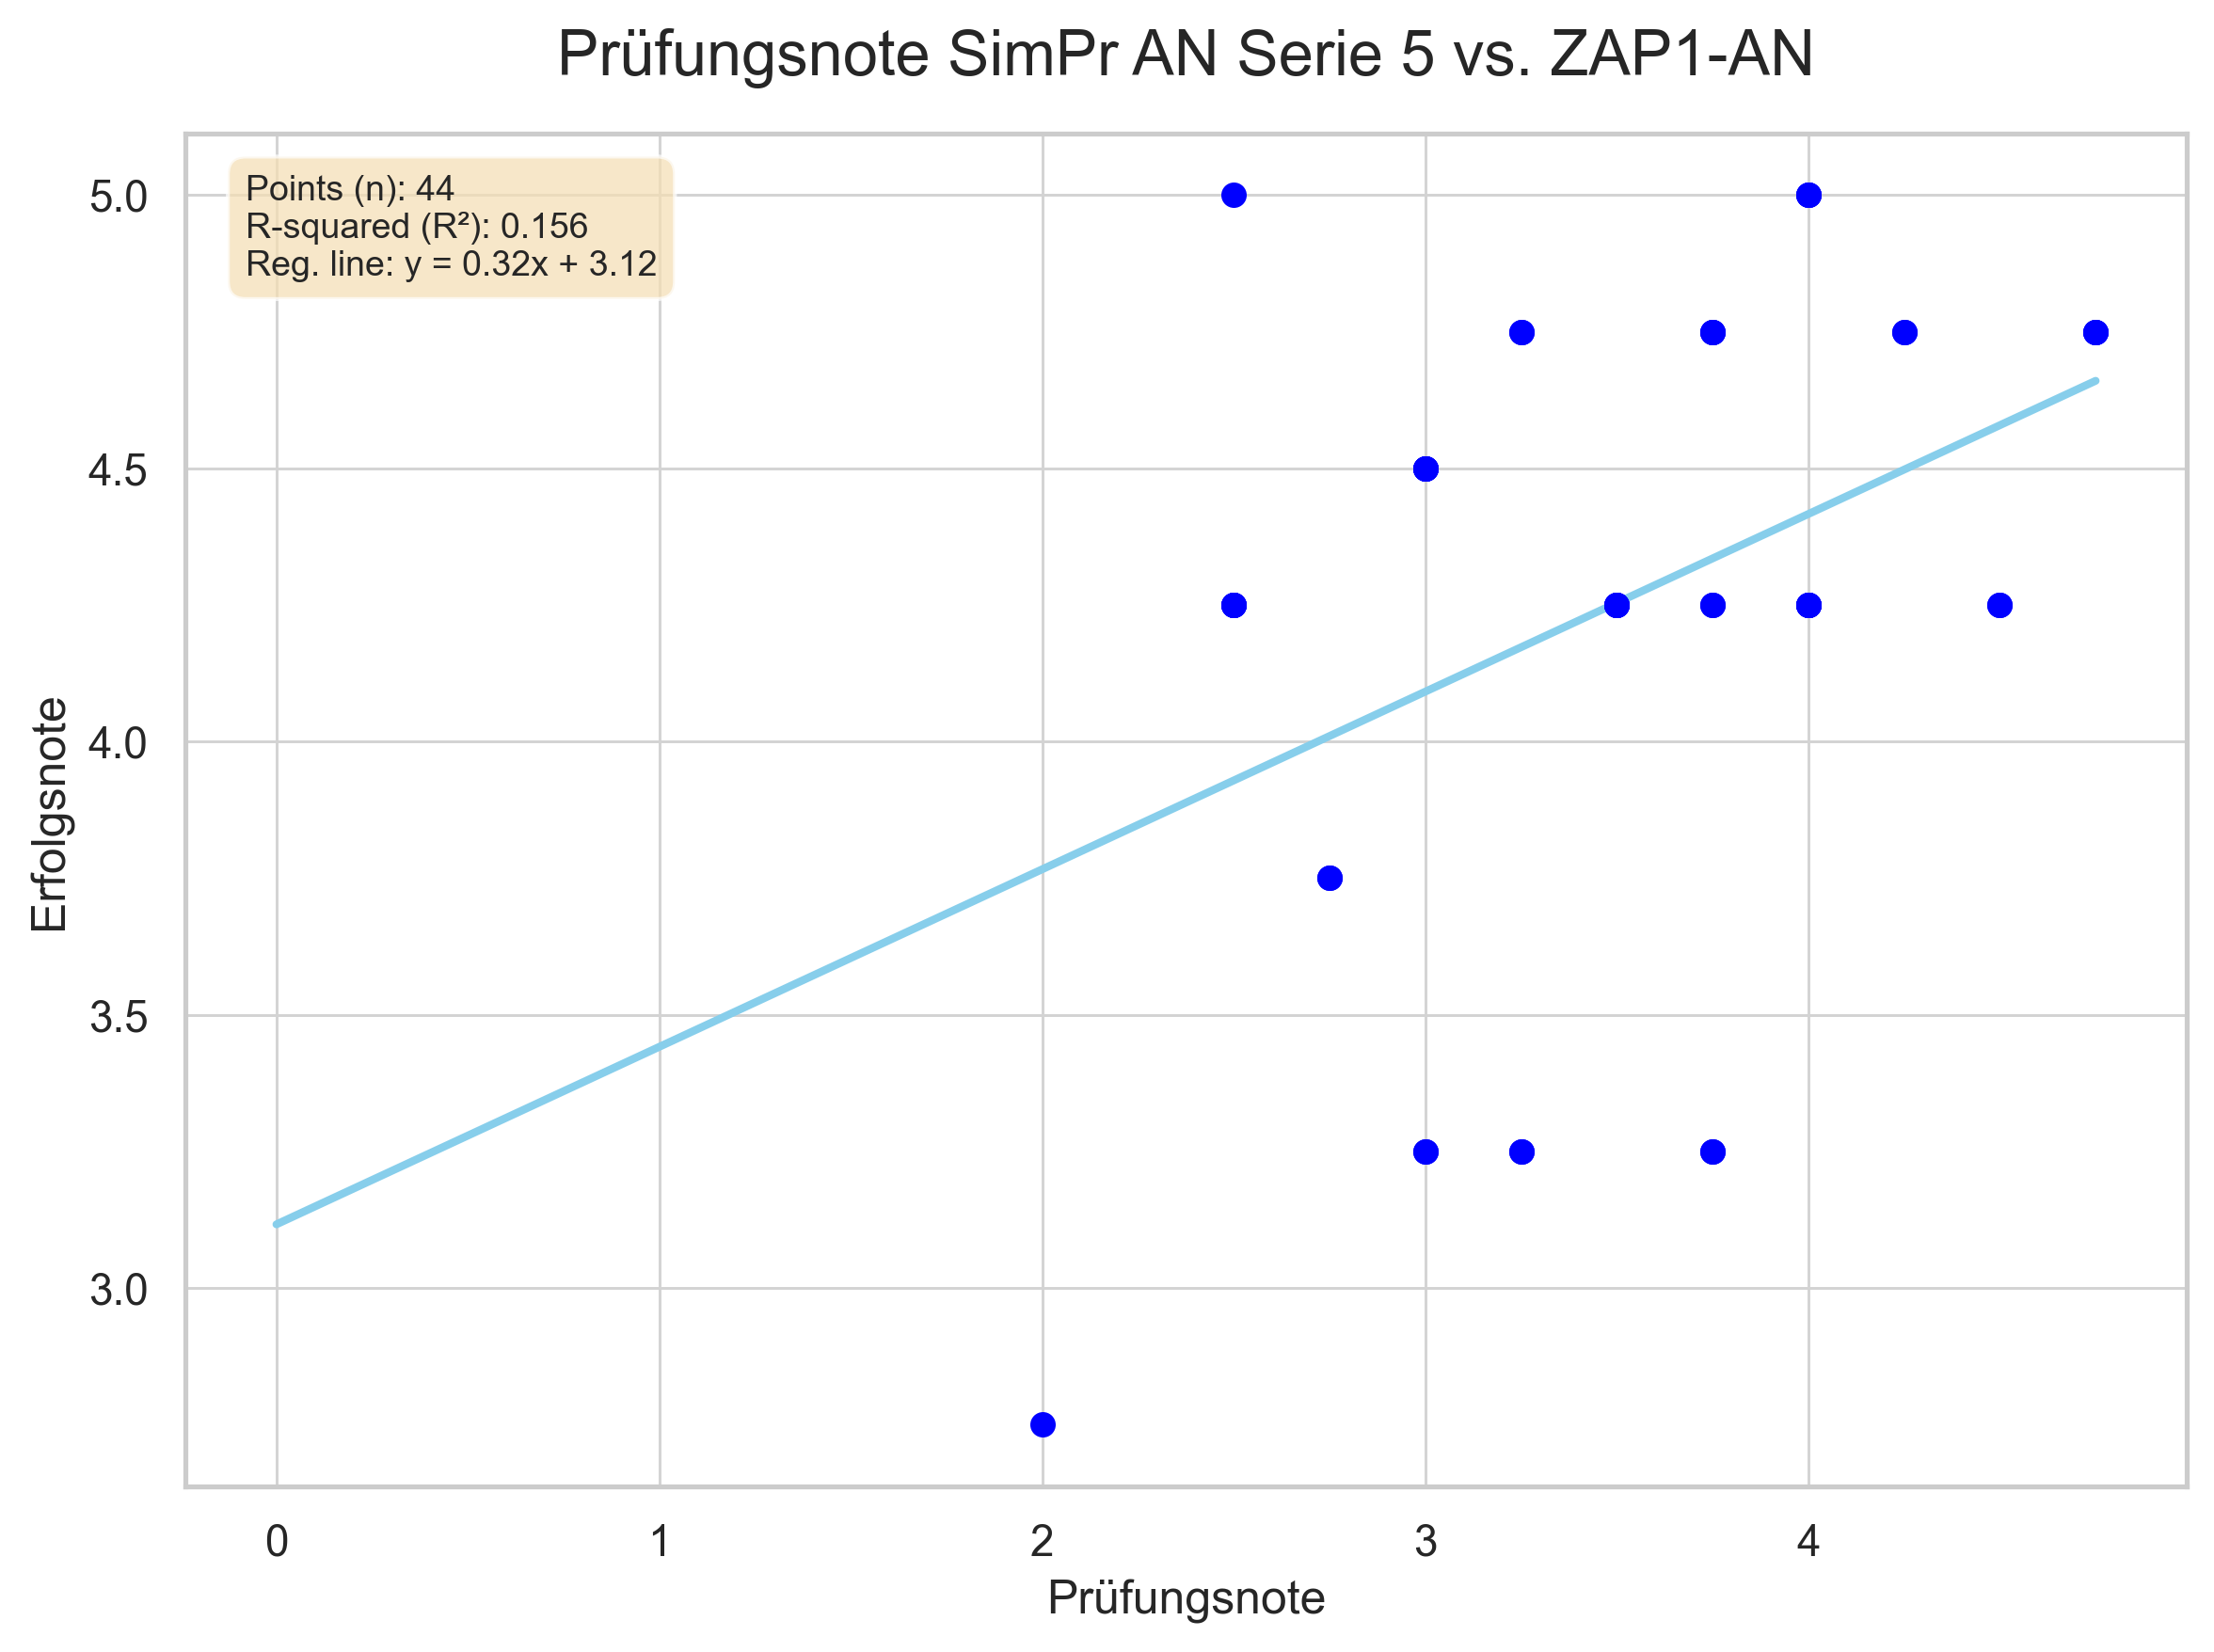 Prüfungsnote SimPr AN Serie 5 vs. ZAP1-AN
Points (n): 44
R-squared (R²): 0.156
Reg. line: y = 0.32x + 3.12
5.0
4.5
4.0
3.5
3.0
Erfolgsnote
0 1 2 3 4
Prüfungsnote